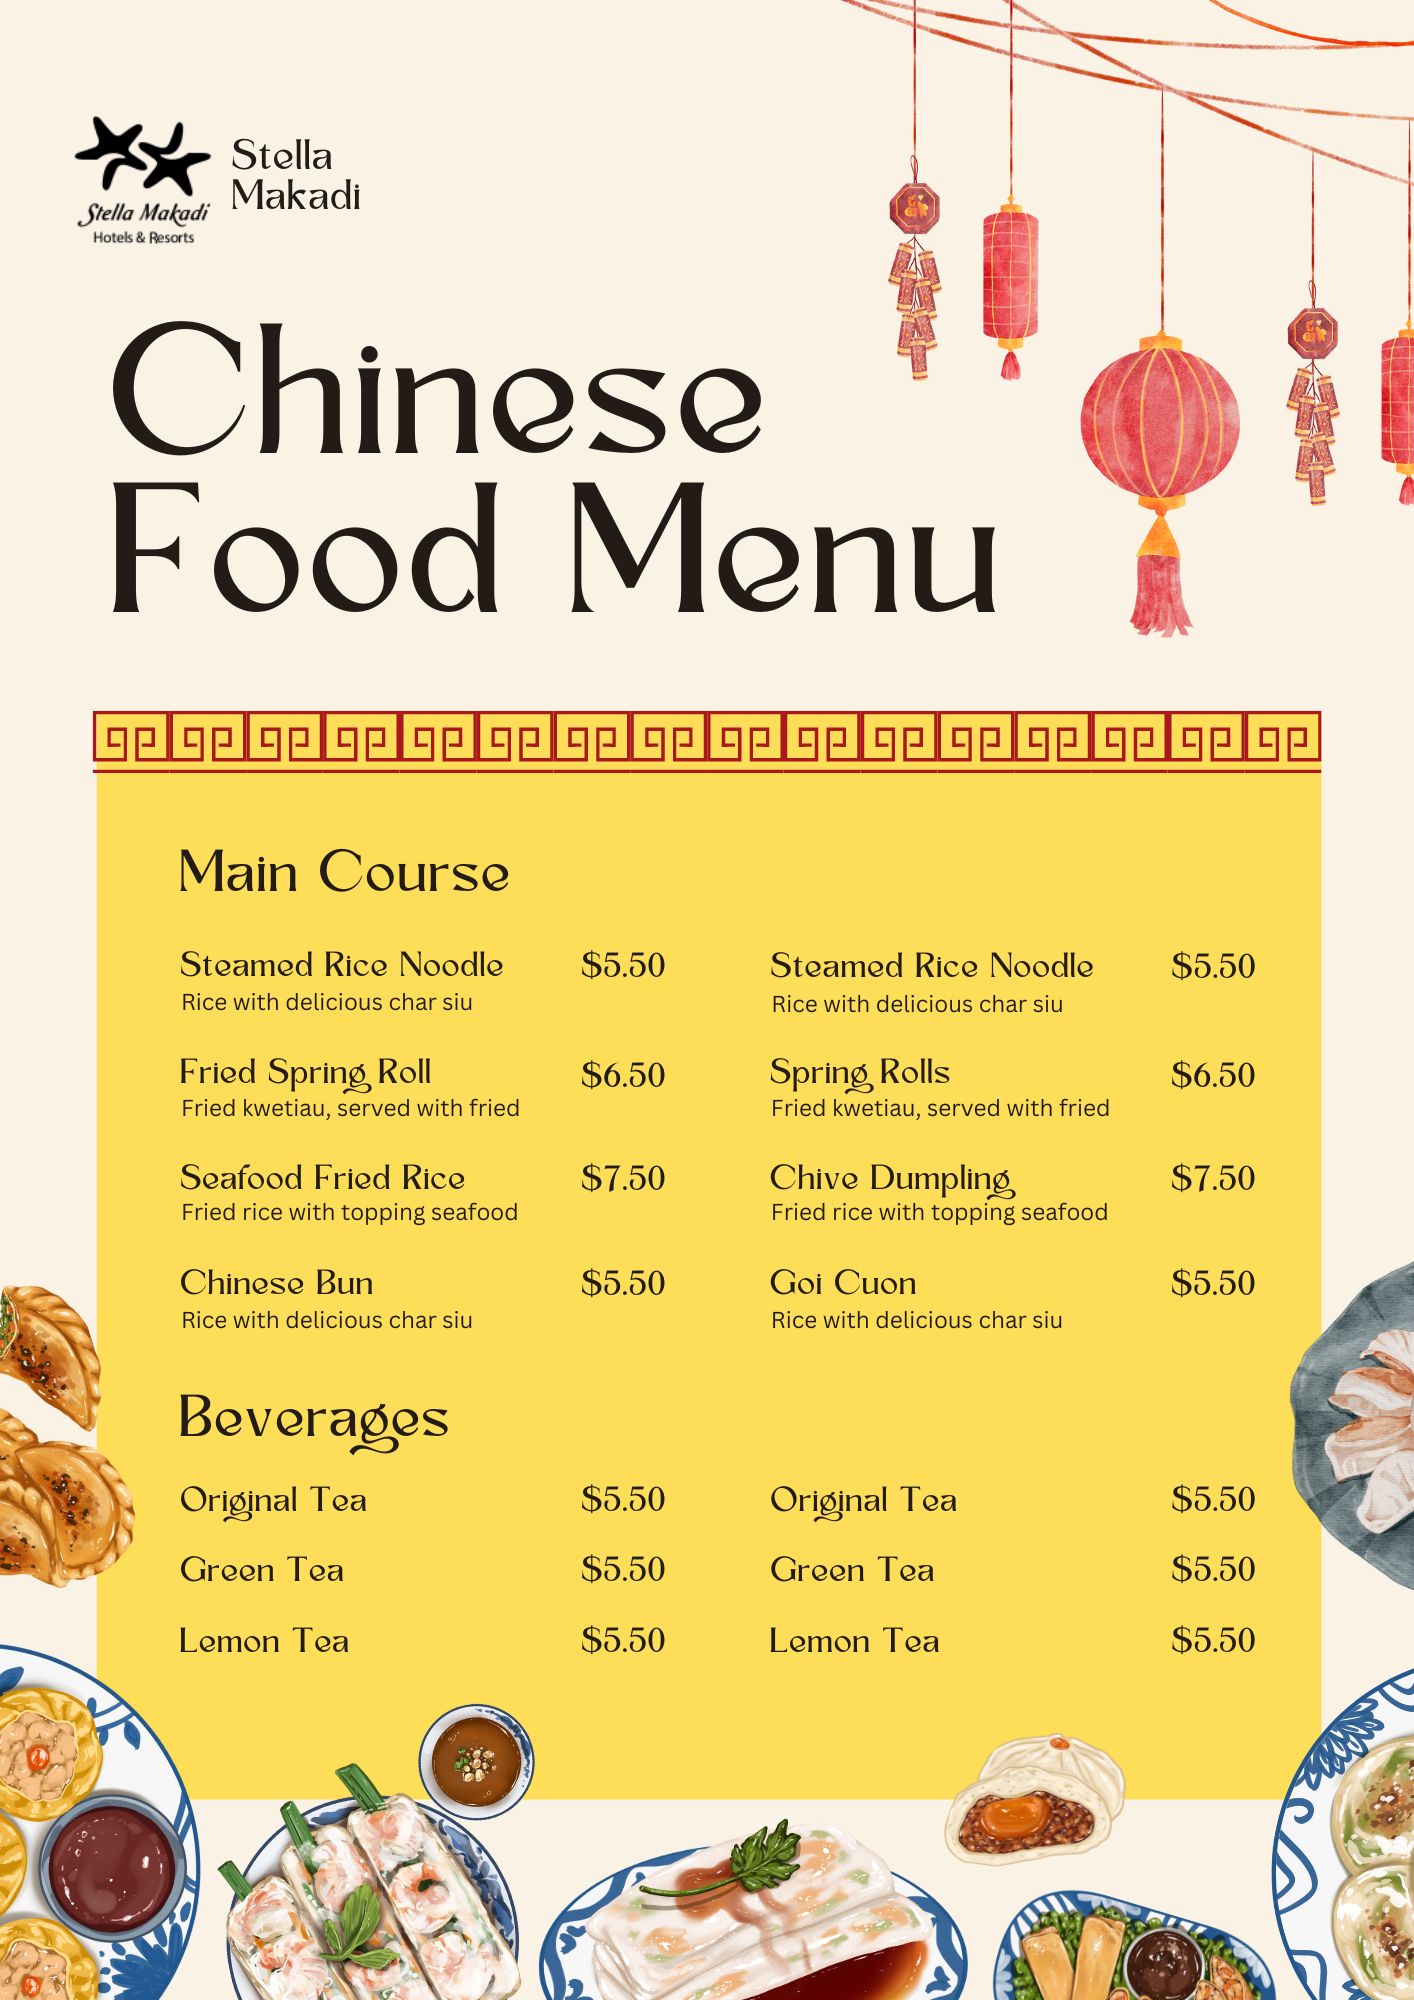 Stella Makadi
Hotels & Resorts
Stella
Makadi
Chinese
Food Menu
Main Course
Steamed Rice Noodle $5.50
Rice with delicious char siu
Fried Spring Roll $6.50
Fried kwetiau, served with fried
Seafood Fried Rice $7.50
Fried rice with topping seafood
Chinese Bun $5.50
Rice with delicious char siu
Steamed Rice Noodle $5.50
Rice with delicious char siu
Spring Rolls $6.50
Fried kwetiau, served with fried
Chive Dumpling $7.50
Fried rice with topping seafood
Goi Cuon $5.50
Rice with delicious char siu
Beverages
Original Tea $5.50
Green Tea $5.50
Lemon Tea $5.50
Original Tea $5.50
Green Tea $5.50
Lemon Tea $5.50